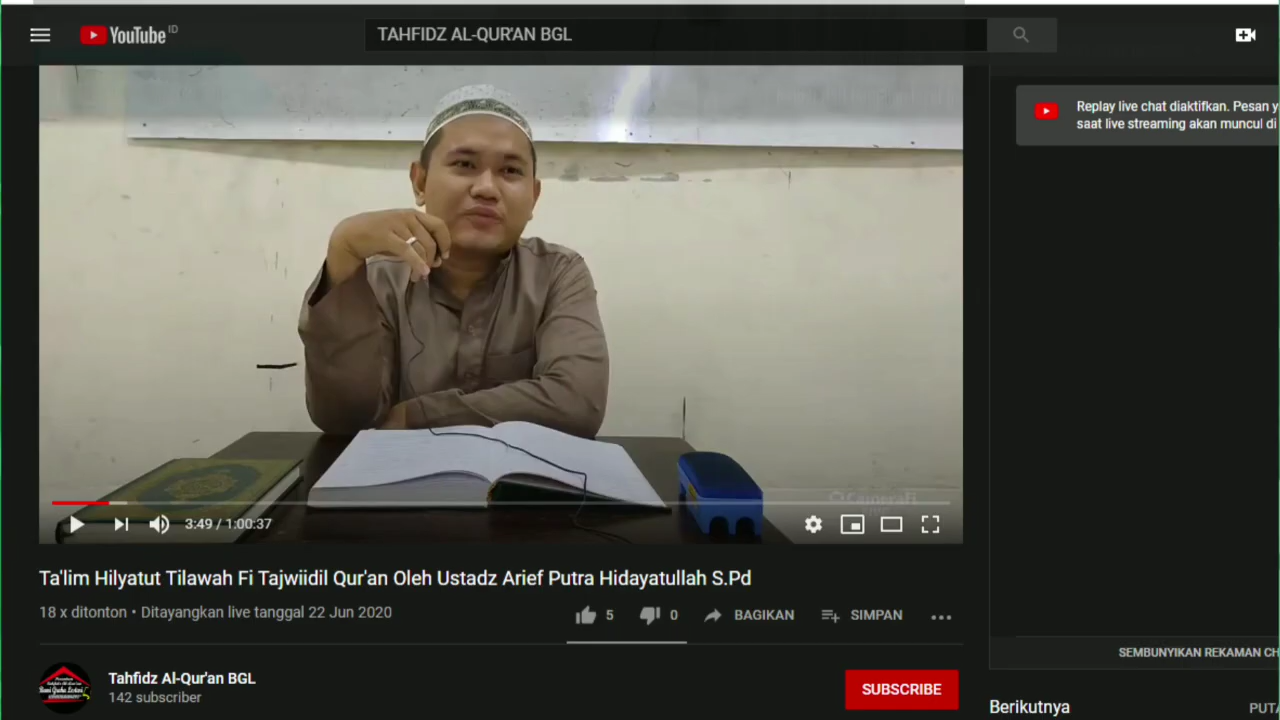 YouTube ID
TAHFIDZ AL-QUR'AN BGL
Replay live chat diaktifkan. Pesan y
saat live streaming akan muncul di
CameraFi
3:49 / 1:00:37
Ta'lim Hilyatut Tilawah Fi Tajwiidil Qur'an Oleh Ustadz Arief Putra Hidayatullah S.Pd
18 x ditonton • Ditayangkan live tanggal 22 Jun 2020
5 0 BAGIKAN SIMPAN
SEMBUNYIKAN REKAMAN CH
Tahfidz Al-Qur'an BGL
142 subscriber
SUBSCRIBE
Berikutnya
PUTA